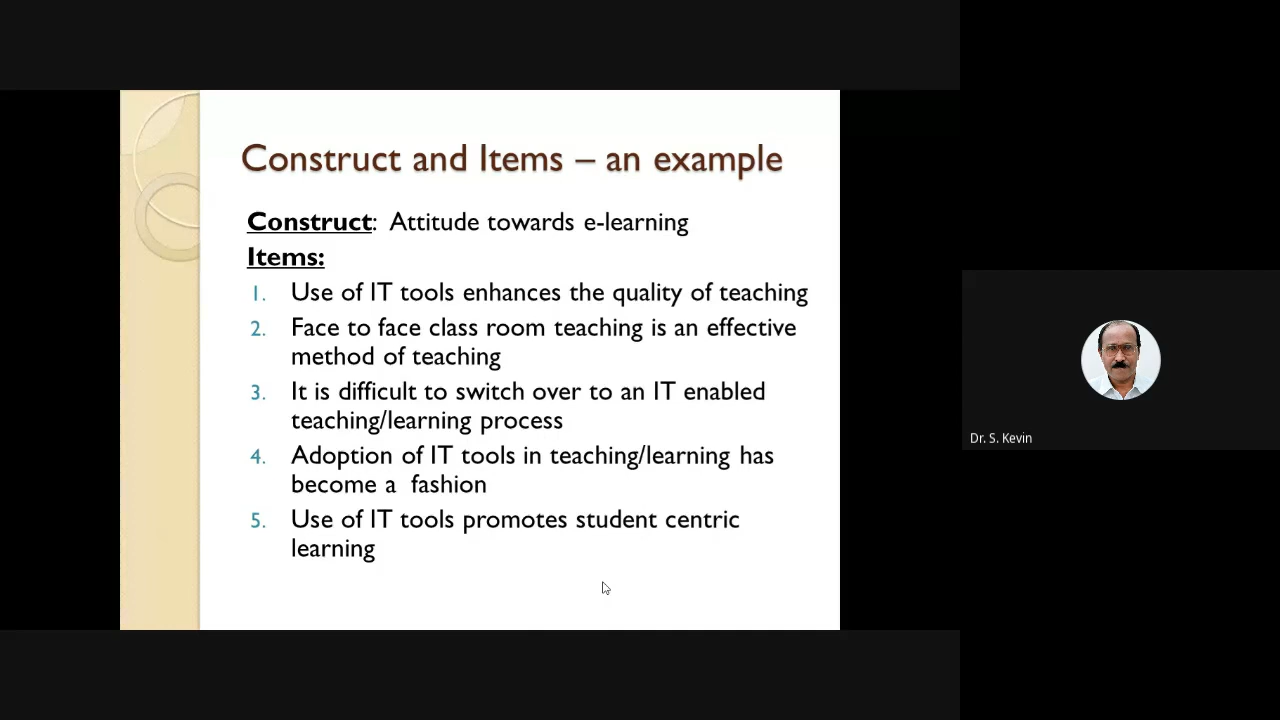 Construct and Items – an example
Construct:  Attitude towards e-learning
Items:
1. Use of IT tools enhances the quality of teaching
2. Face to face class room teaching is an effective
method of teaching
3. It is difficult to switch over to an IT enabled
teaching/learning process
4. Adoption of IT tools in teaching/learning has
become a  fashion
5. Use of IT tools promotes student centric
learning
Dr. S. Kevin